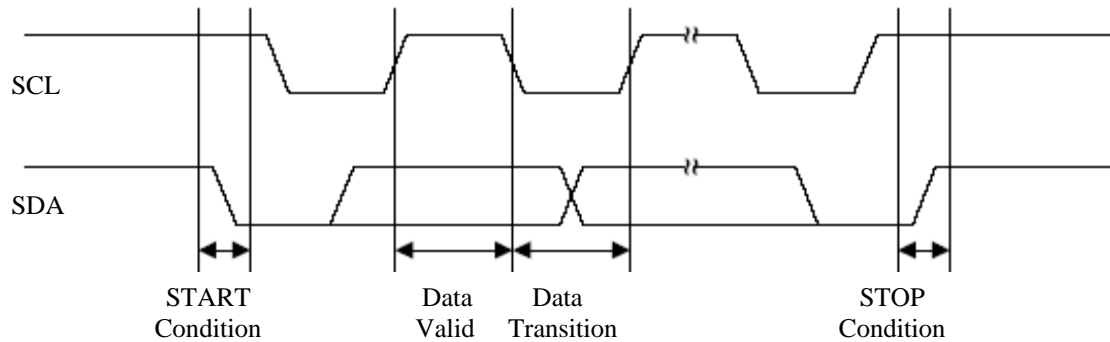 SCL
SDA
START
Condition
Data
Valid
Data
Transition
STOP
Condition